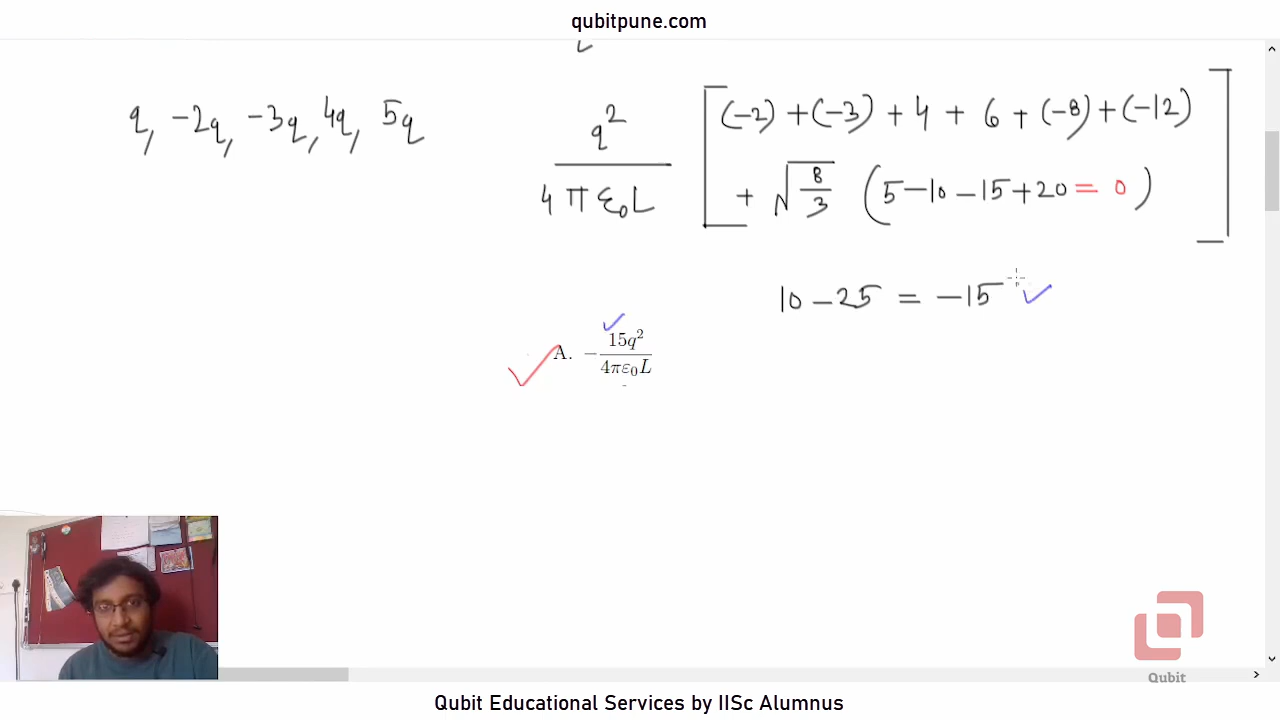 qubitpune.com
q, -2q, -3q, 4q, 5q
q² / 4πε₀L [ (-2) + (-3) + 4 + 6 + (-8) + (-12)
+ √(8/3) (5 - 10 - 15 + 20 = 0) ]
10 - 25 = -15 ✓
✓ A. - 15q² / 4πε₀L ✓
Qubit
Qubit Educational Services by IISc Alumnus